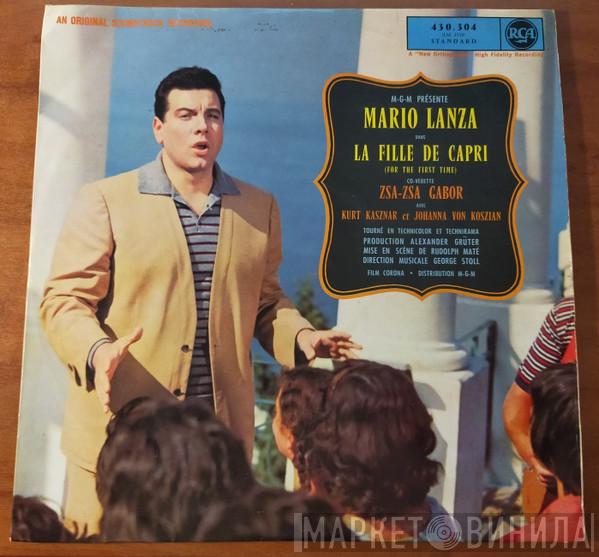 AN ORIGINAL SOUNDTRACK RECORDING
430.304
STANDARD
RCA
A "New Orthophonic" High Fidelity Recording
M-G-M PRÉSENTE
MARIO LANZA
DANS
LA FILLE DE CAPRI
(FOR THE FIRST TIME)
CO-VEDETTE
ZSA-ZSA GABOR
AVEC
KURT KASZNAR et JOHANNA VON KOSZIAN
TOURNÉ EN TECHNICOLOR ET TECHNIRAMA
PRODUCTION ALEXANDER GRÜTER
MISE EN SCÈNE DE RUDOLPH MATÉ
DIRECTION MUSICALE GEORGE STOLL
FILM CORONA • DISTRIBUTION M-G-M
МАРКЕТ ВИНИЛА